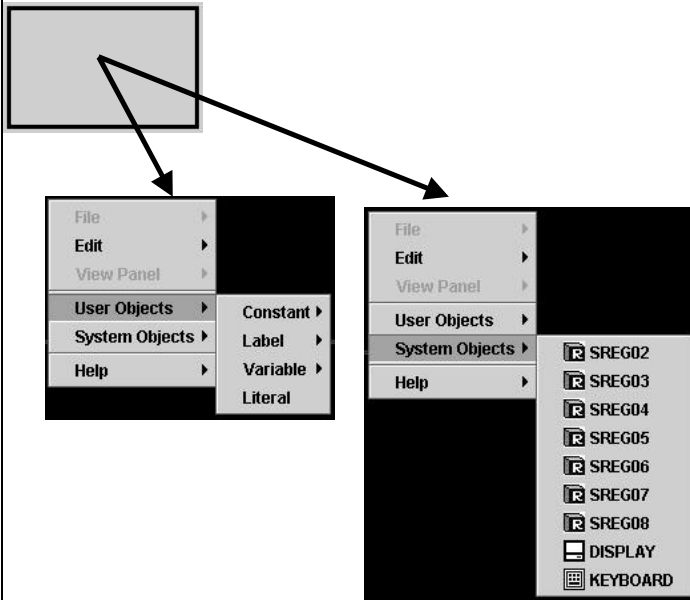 File
Edit
View Panel
User Objects
System Objects
Help
Constant
Label
Variable
Literal
File
Edit
View Panel
User Objects
System Objects
Help
SREG02
SREG03
SREG04
SREG05
SREG06
SREG07
SREG08
DISPLAY
KEYBOARD